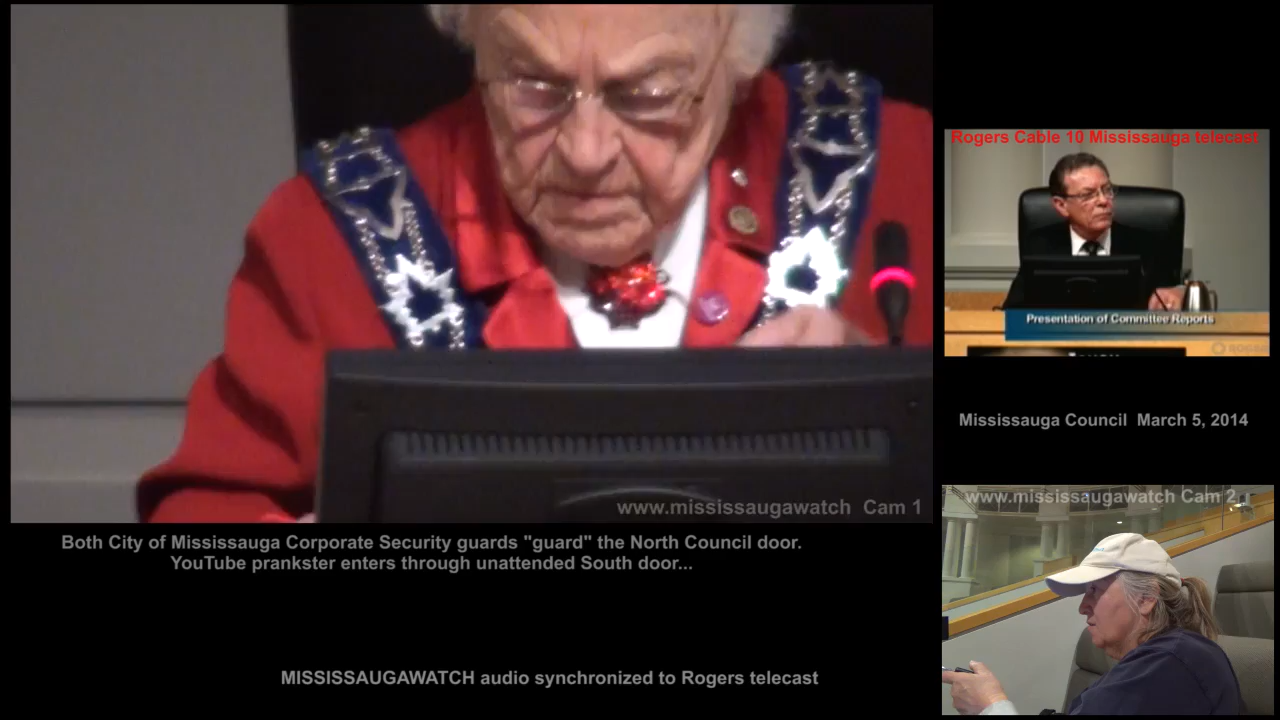 Rogers Cable 10 Mississauga telecast
Presentation of Committee Reports
Mississauga Council March 5, 2014
www.mississaugawatch Cam 1
www.mississaugawatch Cam 2
Both City of Mississauga Corporate Security guards "guard" the North Council door.
YouTube prankster enters through unattended South door...
MISSISSAUGAWATCH audio synchronized to Rogers telecast